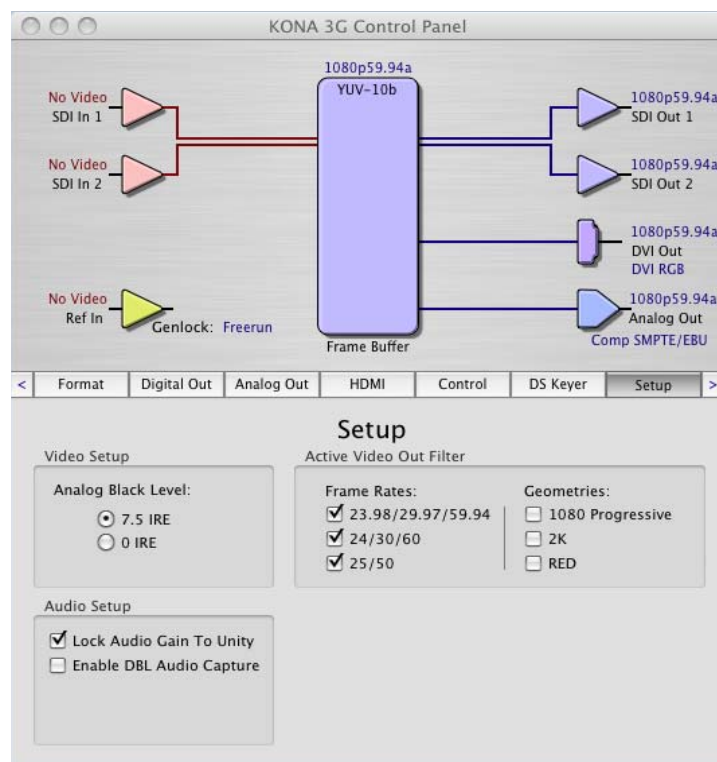 KONA 3G Control Panel
1080p59.94a
YUV-10b
No Video
SDI In 1
1080p59.94a
SDI Out 1
No Video
SDI In 2
1080p59.94a
SDI Out 2
1080p59.94a
DVI Out
DVI RGB
No Video
Ref In
Genlock: Freerun
1080p59.94a
Analog Out
Comp SMPTE/EBU
Frame Buffer
< Format Digital Out Analog Out HDMI Control DS Keyer Setup >
Setup
Video Setup
Analog Black Level:
7.5 IRE
0 IRE
Active Video Out Filter
Frame Rates:
23.98/29.97/59.94
24/30/60
25/50
Geometries:
1080 Progressive
2K
RED
Audio Setup
Lock Audio Gain To Unity
Enable DBL Audio Capture